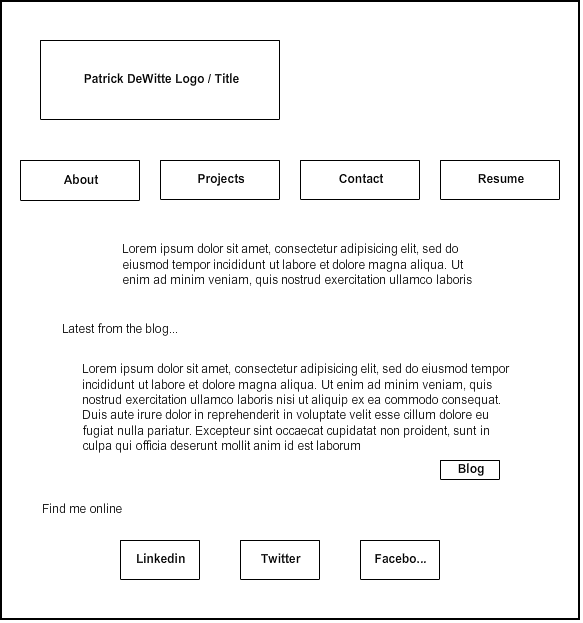 Patrick DeWitte Logo / Title
About
Projects
Contact
Resume
Lorem ipsum dolor sit amet, consectetur adipisicing elit, sed do
eiusmod tempor incididunt ut labore et dolore magna aliqua. Ut
enim ad minim veniam, quis nostrud exercitation ullamco laboris
Latest from the blog...
Lorem ipsum dolor sit amet, consectetur adipisicing elit, sed do eiusmod tempor
incididunt ut labore et dolore magna aliqua. Ut enim ad minim veniam, quis
nostrud exercitation ullamco laboris nisi ut aliquip ex ea commodo consequat.
Duis aute irure dolor in reprehenderit in voluptate velit esse cillum dolore eu
fugiat nulla pariatur. Excepteur sint occaecat cupidatat non proident, sunt in
culpa qui officia deserunt mollit anim id est laborum
Blog
Find me online
Linkedin
Twitter
Facebo...